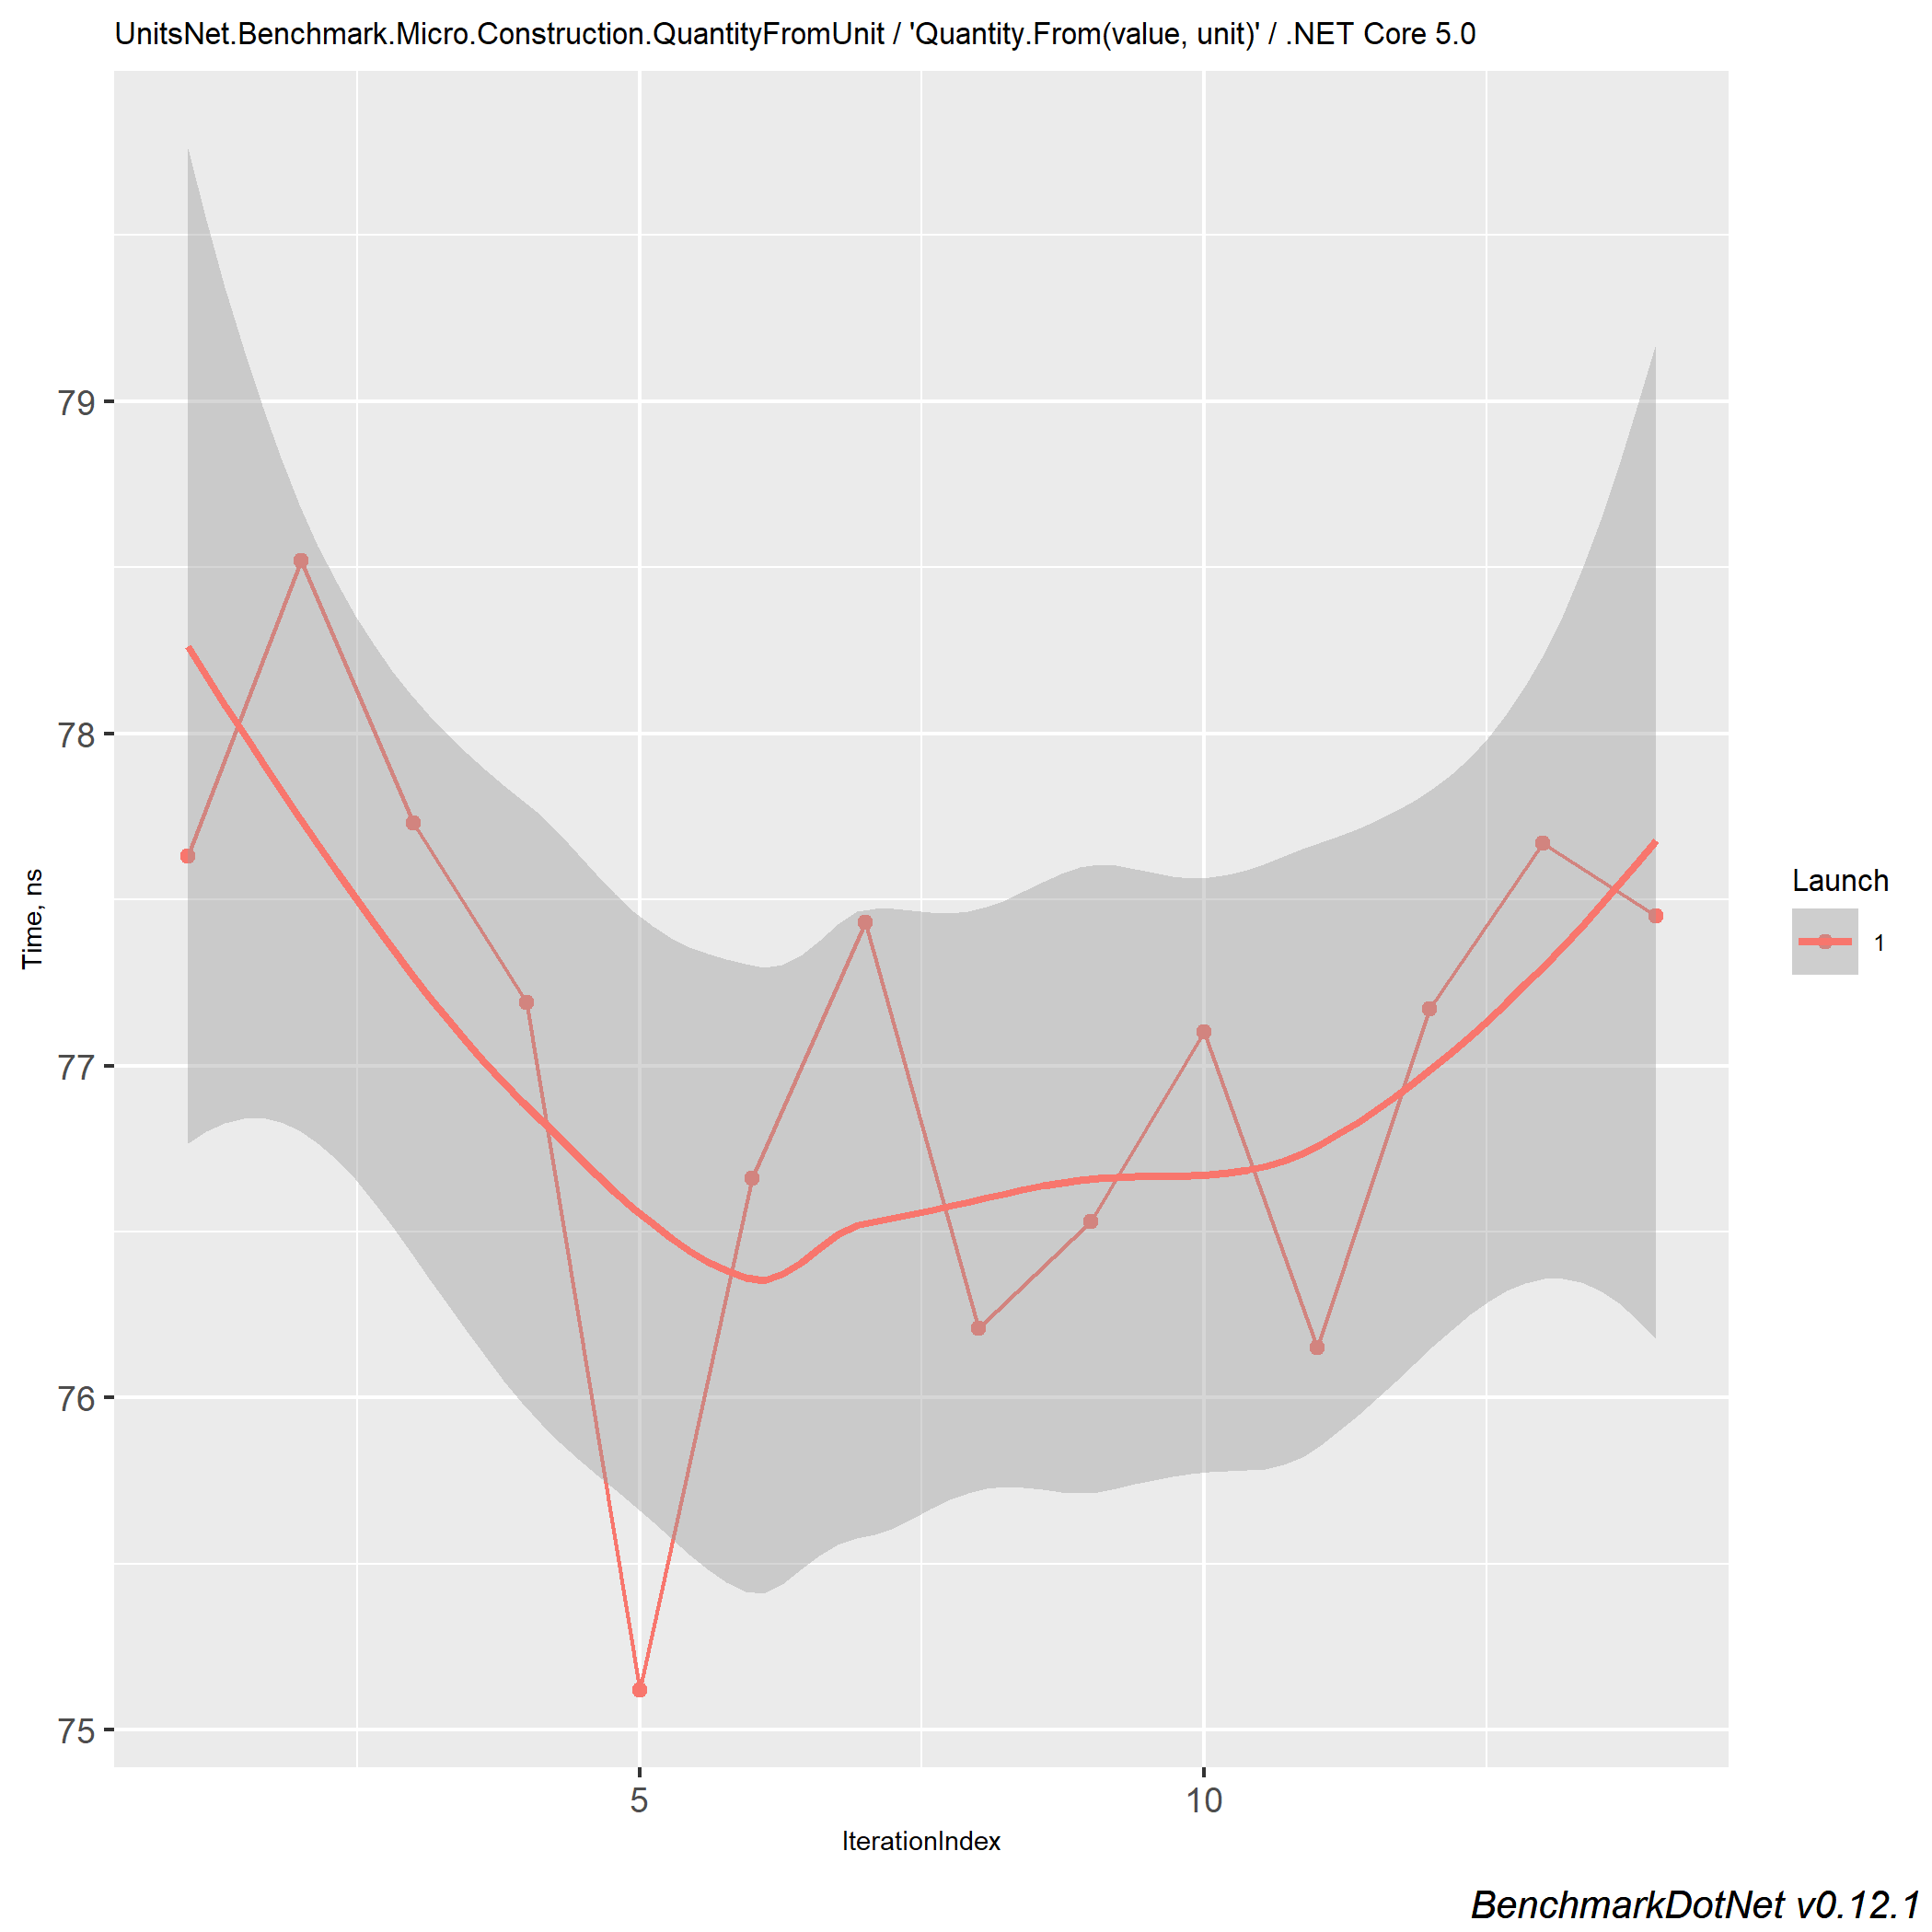 UnitsNet.Benchmark.Micro.Construction.QuantityFromUnit / 'Quantity.From(value, unit)' / .NET Core 5.0
79
78
77
76
75
Time, ns
5 10
IterationIndex
Launch
1
BenchmarkDotNet v0.12.1